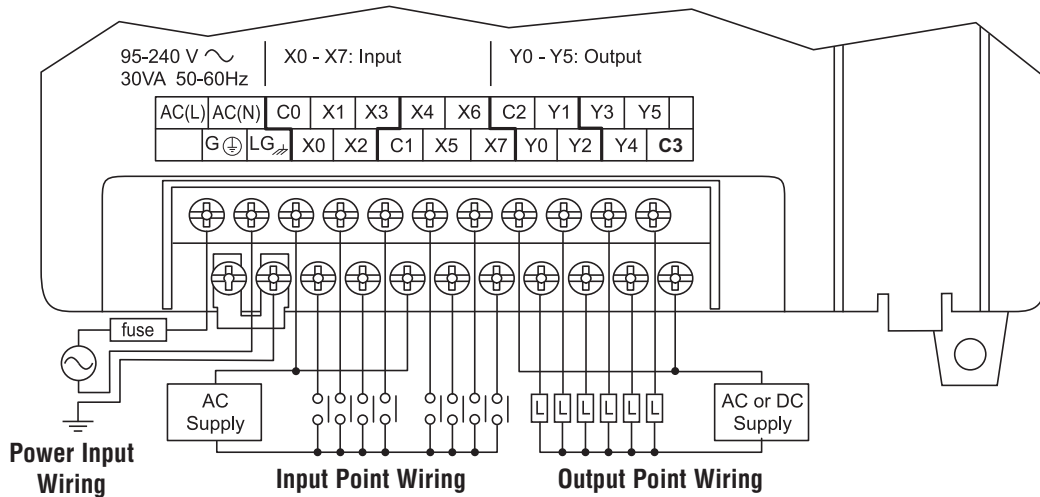 95-240 V
30VA 50-60Hz
X0 - X7: Input
Y0 - Y5: Output
AC(L) AC(N) C0 X1 X3 X4 X6 C2 Y1 Y3 Y5
G LG X0 X2 C1 X5 X7 Y0 Y2 Y4 C3
fuse
AC
Supply
L L L L L L
AC or DC
Supply
Power Input
Wiring
Input Point Wiring
Output Point Wiring